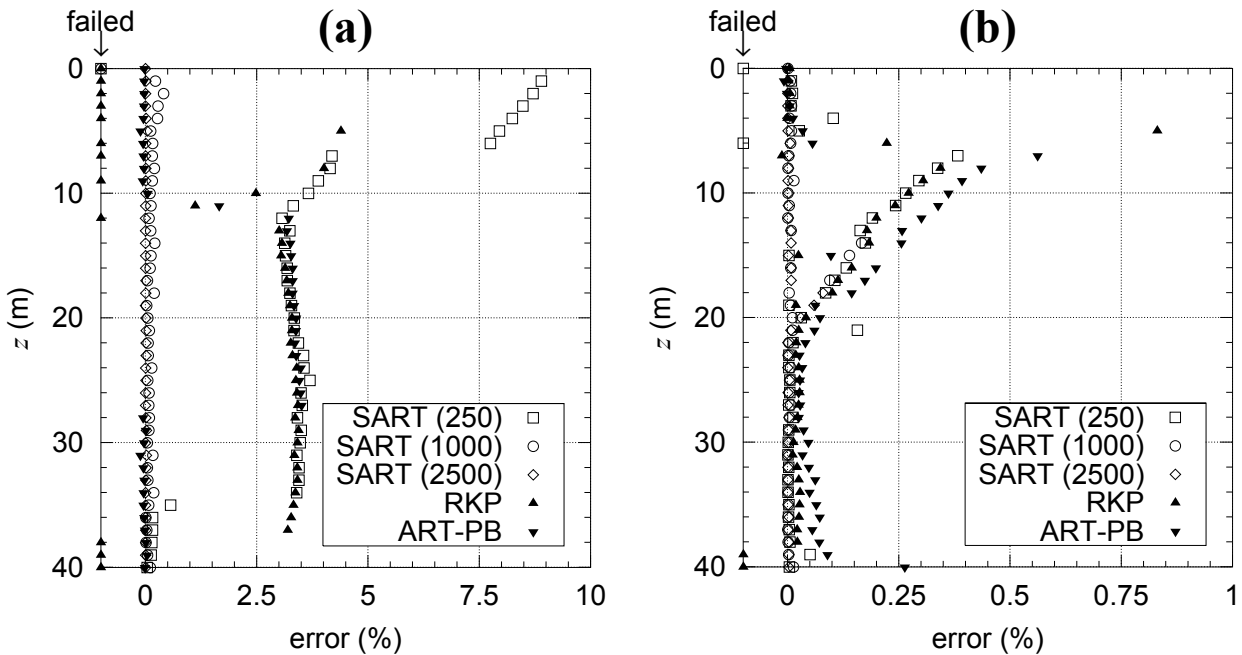 failed
(a)
0
10
20
30
40
z (m)
SART (250)
SART (1000)
SART (2500)
RKP
ART-PB
0 2.5 5 7.5 10
error (%)
failed
(b)
0
10
20
30
40
z (m)
SART (250)
SART (1000)
SART (2500)
RKP
ART-PB
0 0.25 0.5 0.75 1
error (%)